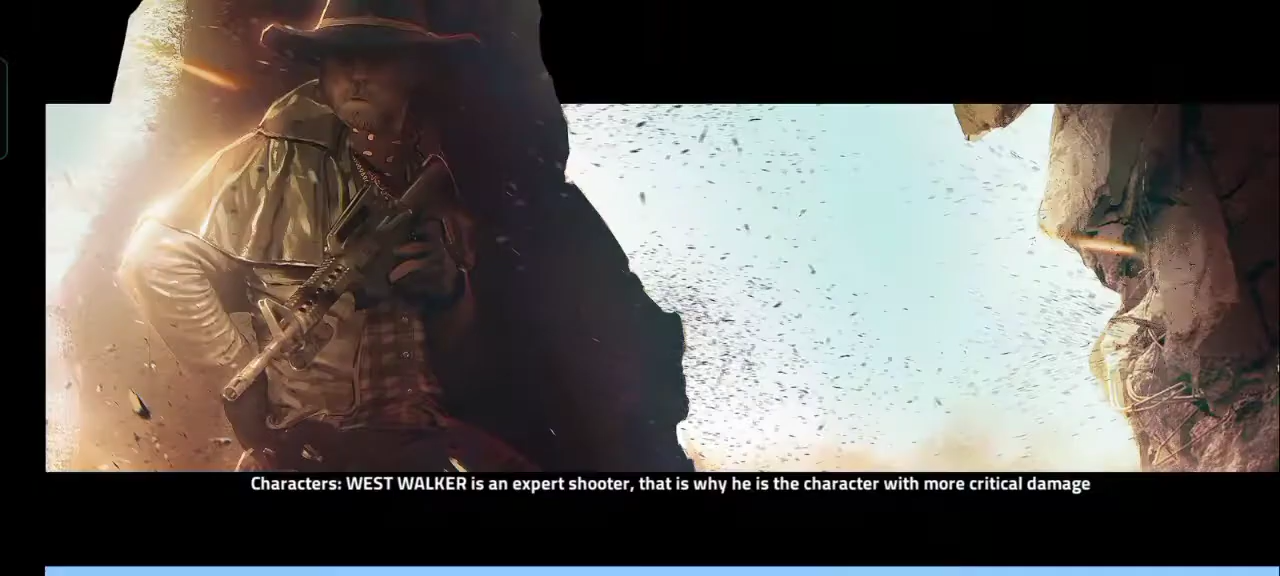 Characters: WEST WALKER is an expert shooter, that is why he is the character with more critical damage